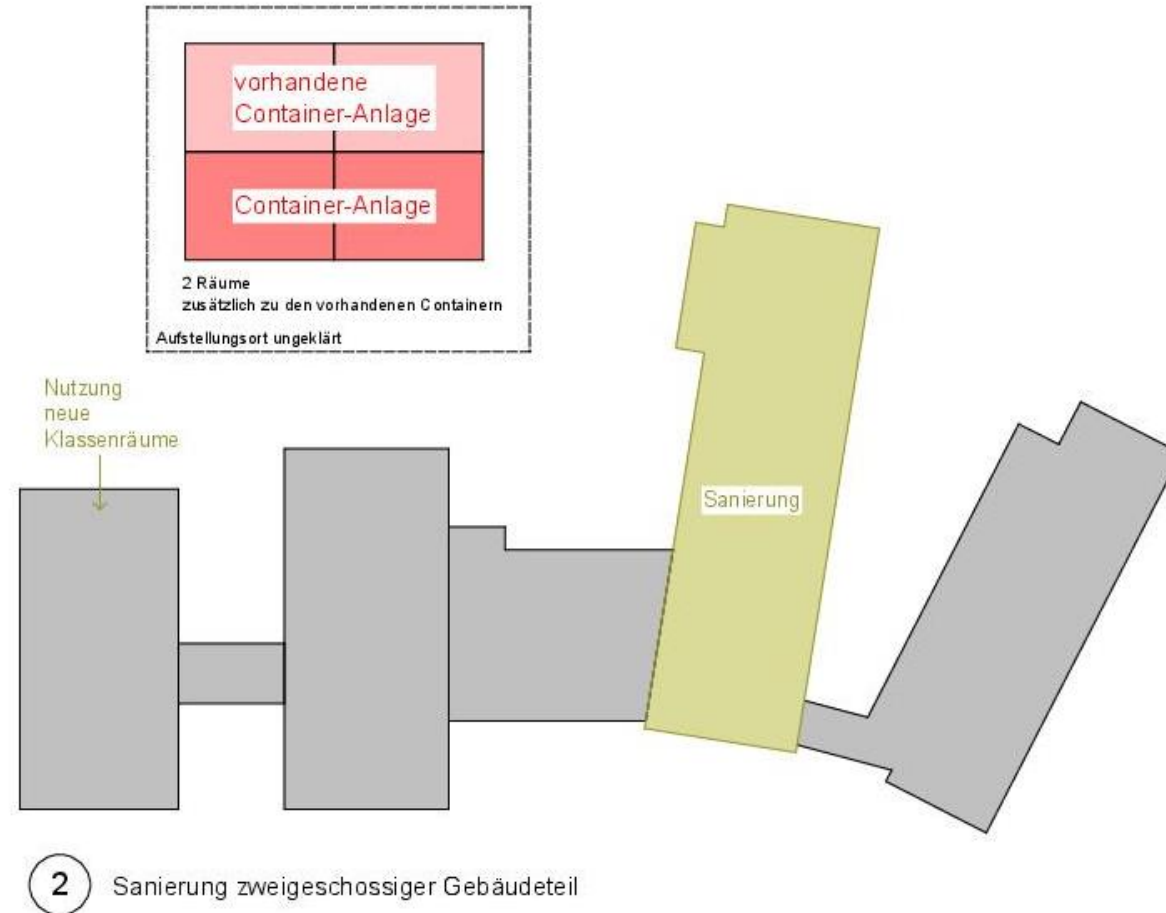 vorhandene
Container-Anlage
Container-Anlage
2 Räume
zusätzlich zu den vorhandenen Containern
Aufstellungsort ungeklärt
Nutzung
neue
Klassenräume
Sanierung
2 Sanierung zweigeschossiger Gebäudeteil